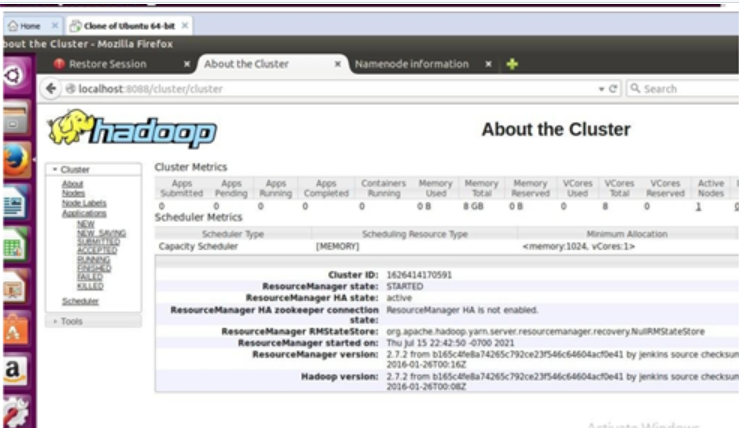 Home × Clone of Ubuntu 64-bit ×
bout the Cluster - Mozilla Firefox
Restore Session × About the Cluster × Namenode information ×
localhost:8088/cluster/cluster Search
hadoop
About the Cluster
Cluster
About
Nodes
Node Labels
Applications
NEW
NEW_SAVING
SUBMITTED
ACCEPTED
RUNNING
FINISHED
FAILED
KILLED
Scheduler
Tools
Cluster Metrics
Apps Submitted Apps Pending Apps Running Apps Completed Containers Running Memory Used Memory Total Memory Reserved VCores Used VCores Total VCores Reserved Active Nodes
0 0 0 0 0 0 B 8 GB 0 B 0 8 0 1 0
Scheduler Metrics
Scheduler Type Scheduling Resource Type Minimum Allocation
Capacity Scheduler [MEMORY] <memory:1024, vCores:1>
Cluster ID: 1626414170591
ResourceManager state: STARTED
ResourceManager HA state: active
ResourceManager HA zookeeper connection state: ResourceManager HA is not enabled.
ResourceManager RMStateStore: org.apache.hadoop.yarn.server.resourcemanager.recovery.NullRMStateStore
ResourceManager started on: Thu Jul 15 22:42:50 -0700 2021
ResourceManager version: 2.7.2 from b165c4fe8a74265c792ce23f546c64604acf0e41 by jenkins source checksum
2016-01-26T00:16Z
Hadoop version: 2.7.2 from b165c4fe8a74265c792ce23f546c64604acf0e41 by jenkins source checksum
2016-01-26T00:08Z
Activate Windows